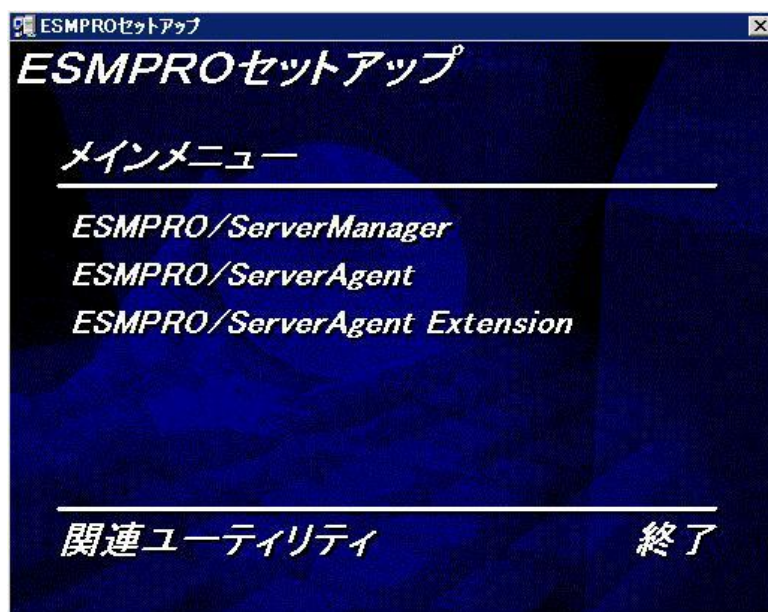 ESMPROセットアップ
ESMPROセットアップ
メインメニュー
ESMPRO/ServerManager
ESMPRO/ServerAgent
ESMPRO/ServerAgent Extension
関連ユーティリティ 終了